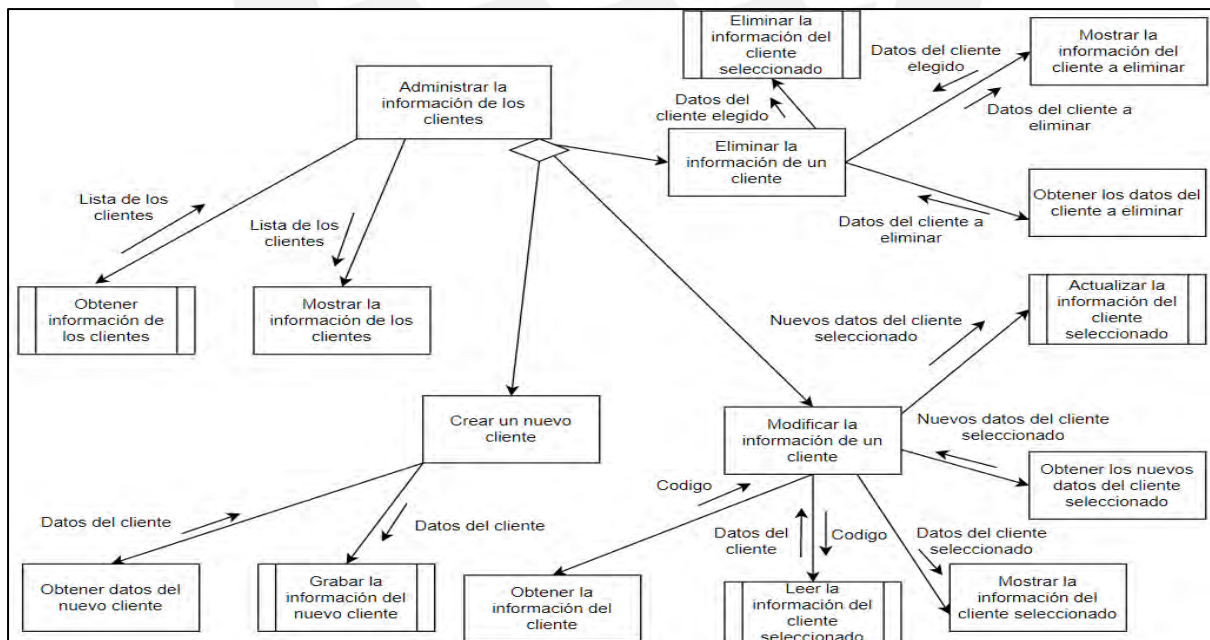 Eliminar la
información del
cliente
seleccionado
Mostrar la
información del
cliente a eliminar
Datos del cliente
elegido
Administrar la
información de los
clientes
Datos del
cliente elegido
Datos del cliente a
eliminar
Eliminar la
información de un
cliente
Obtener los datos del
cliente a eliminar
Datos del cliente a
eliminar
Lista de los
clientes
Lista de los
clientes
Obtener
información de
los clientes
Mostrar la
información de los
clientes
Actualizar la
información del
cliente
seleccionado
Nuevos datos del cliente
seleccionado
Crear un nuevo
cliente
Modificar la
información de un
cliente
Nuevos datos del cliente
seleccionado
Obtener los nuevos
datos del cliente
seleccionado
Codigo
Datos del cliente
Datos del cliente
Datos del
cliente
Codigo
Datos del cliente
seleccionado
Obtener datos del
nuevo cliente
Grabar la
información del
nuevo cliente
Obtener la
información del
cliente
Leer la
información del
cliente
seleccionado
Mostrar la
información del
cliente seleccionado